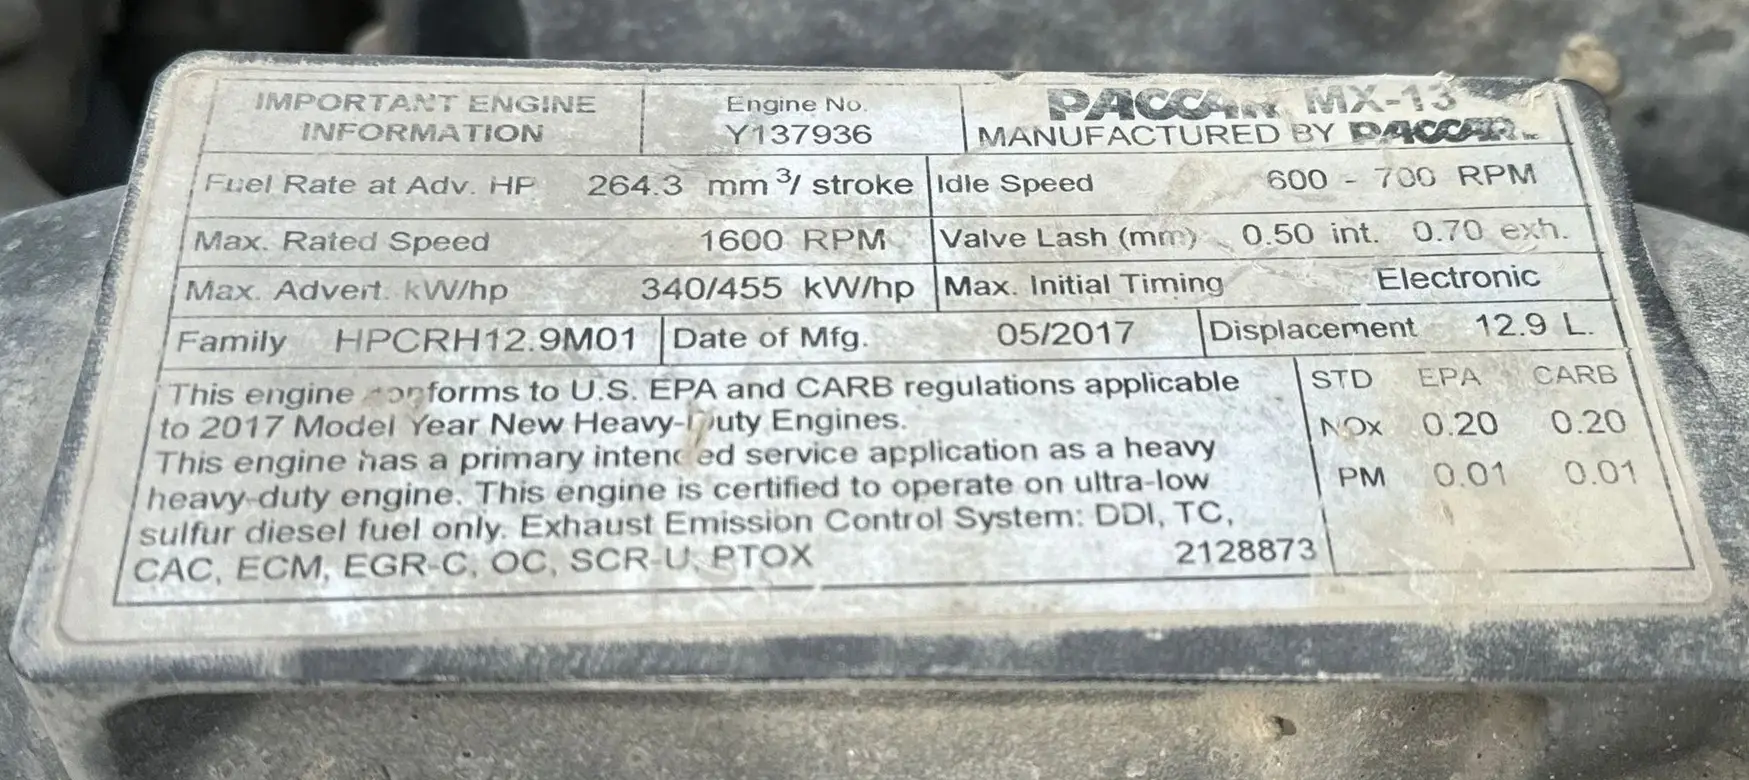 IMPORTANT ENGINE
INFORMATION
Engine No.
Y137936
PACCAR MX-13
MANUFACTURED BY PACCAR
Fuel Rate at Adv. HP 264.3 mm³/ stroke
Idle Speed 600 - 700 RPM
Max. Rated Speed 1600 RPM
Valve Lash (mm) 0.50 int. 0.70 exh.
Max. Advert. kW/hp 340/455 kW/hp
Max. Initial Timing Electronic
Family HPCRH12.9M01
Date of Mfg. 05/2017
Displacement 12.9 L.
This engine conforms to U.S. EPA and CARB regulations applicable
to 2017 Model Year New Heavy-Duty Engines.
This engine has a primary intended service application as a heavy
heavy-duty engine. This engine is certified to operate on ultra-low
sulfur diesel fuel only. Exhaust Emission Control System: DDI, TC,
CAC, ECM, EGR-C, OC, SCR-U, PTOX
2128873
STD EPA CARB
NOx 0.20 0.20
PM 0.01 0.01